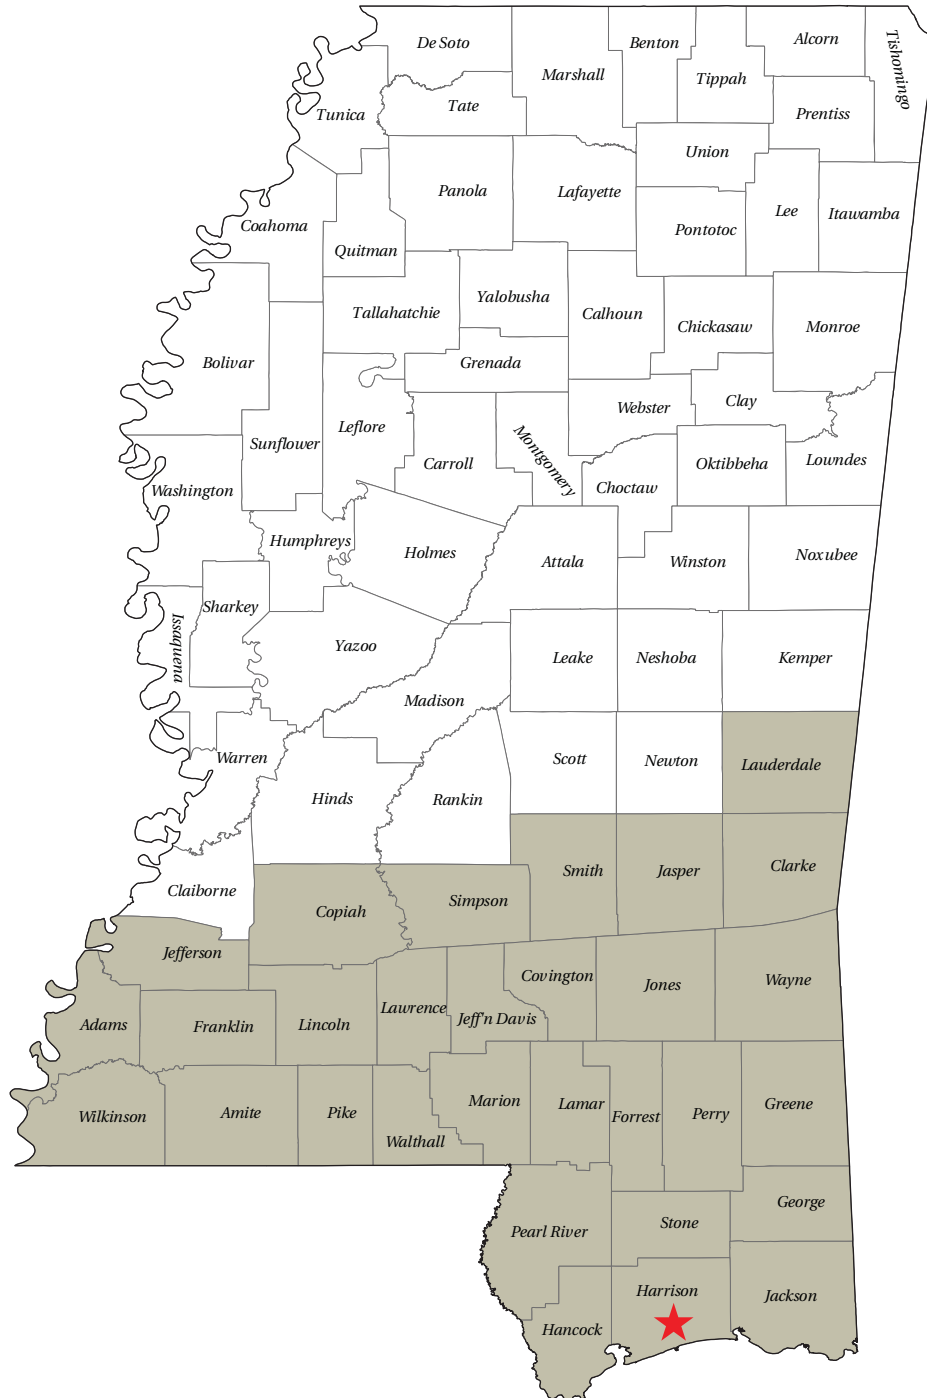 De Soto
Benton
Alcorn
Tishomingo
Marshall
Tippah
Tunica
Tate
Prentiss
Union
Panola
Lafayette
Lee
Itawamba
Coahoma
Quitman
Pontotoc
Tallahatchie
Yalobusha
Calhoun
Chickasaw
Monroe
Bolivar
Grenada
Webster
Clay
Leflore
Sunflower
Carroll
Montgomery
Oktibbeha
Lowndes
Washington
Choctaw
Humphreys
Holmes
Attala
Winston
Noxubee
Sharkey
Issaquena
Yazoo
Leake
Neshoba
Kemper
Madison
Warren
Scott
Newton
Lauderdale
Hinds
Rankin
Claiborne
Copiah
Simpson
Smith
Jasper
Clarke
Jefferson
Covington
Jones
Wayne
Adams
Franklin
Lincoln
Lawrence
Jeff'n Davis
Wilkinson
Amite
Pike
Walthall
Marion
Lamar
Forrest
Perry
Greene
Pearl River
Stone
George
Harrison
Hancock
Jackson